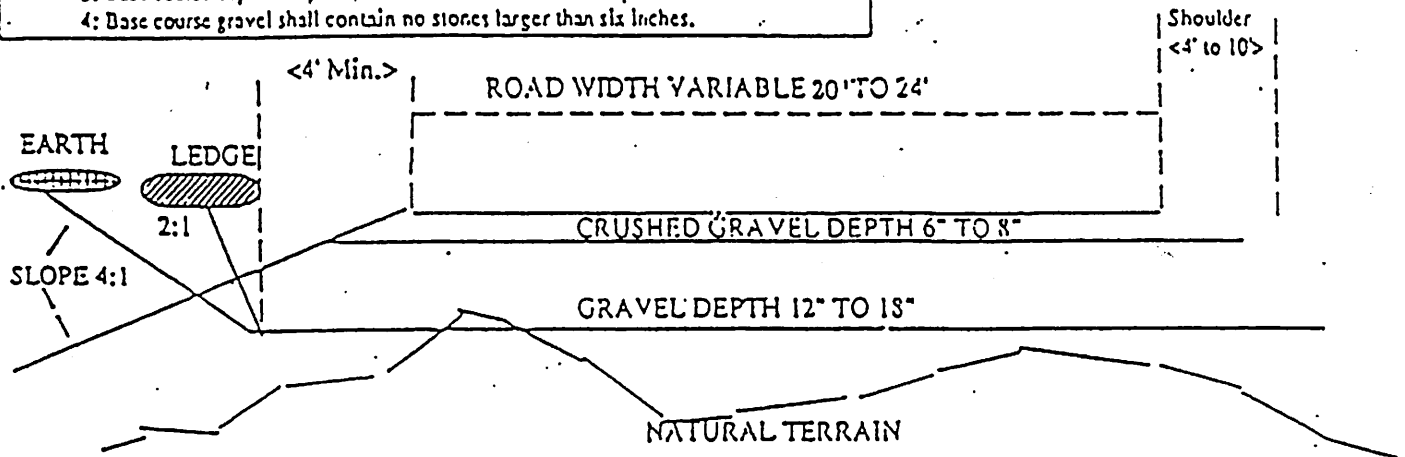 4: Base course gravel shall contain no stones larger than six inches.
Shoulder
<4' to 10'>
<4' Min.>
ROAD WIDTH VARIABLE 20' TO 24'
EARTH
LEDGE
2:1
CRUSHED GRAVEL DEPTH 6" TO 8"
SLOPE 4:1
GRAVEL DEPTH 12" TO 18"
NATURAL TERRAIN